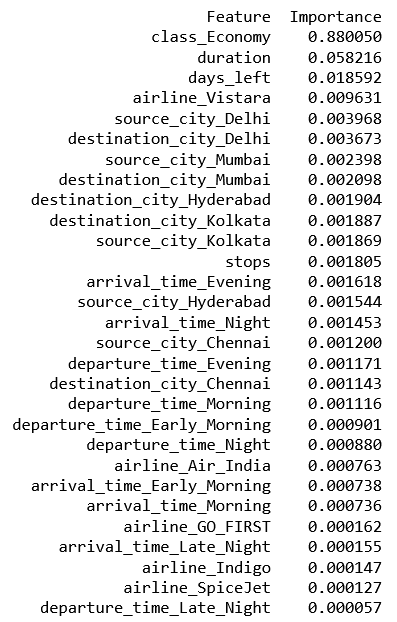 Feature Importance
class_Economy 0.880050
duration 0.058216
days_left 0.018592
airline_Vistara 0.009631
source_city_Delhi 0.003968
destination_city_Delhi 0.003673
source_city_Mumbai 0.002398
destination_city_Mumbai 0.002098
destination_city_Hyderabad 0.001904
destination_city_Kolkata 0.001887
source_city_Kolkata 0.001869
stops 0.001805
arrival_time_Evening 0.001618
source_city_Hyderabad 0.001544
arrival_time_Night 0.001453
source_city_Chennai 0.001200
departure_time_Evening 0.001171
destination_city_Chennai 0.001143
departure_time_Morning 0.001116
departure_time_Early_Morning 0.000901
departure_time_Night 0.000880
airline_Air_India 0.000763
arrival_time_Early_Morning 0.000738
arrival_time_Morning 0.000736
airline_GO_FIRST 0.000162
arrival_time_Late_Night 0.000155
airline_Indigo 0.000147
airline_SpiceJet 0.000127
departure_time_Late_Night 0.000057